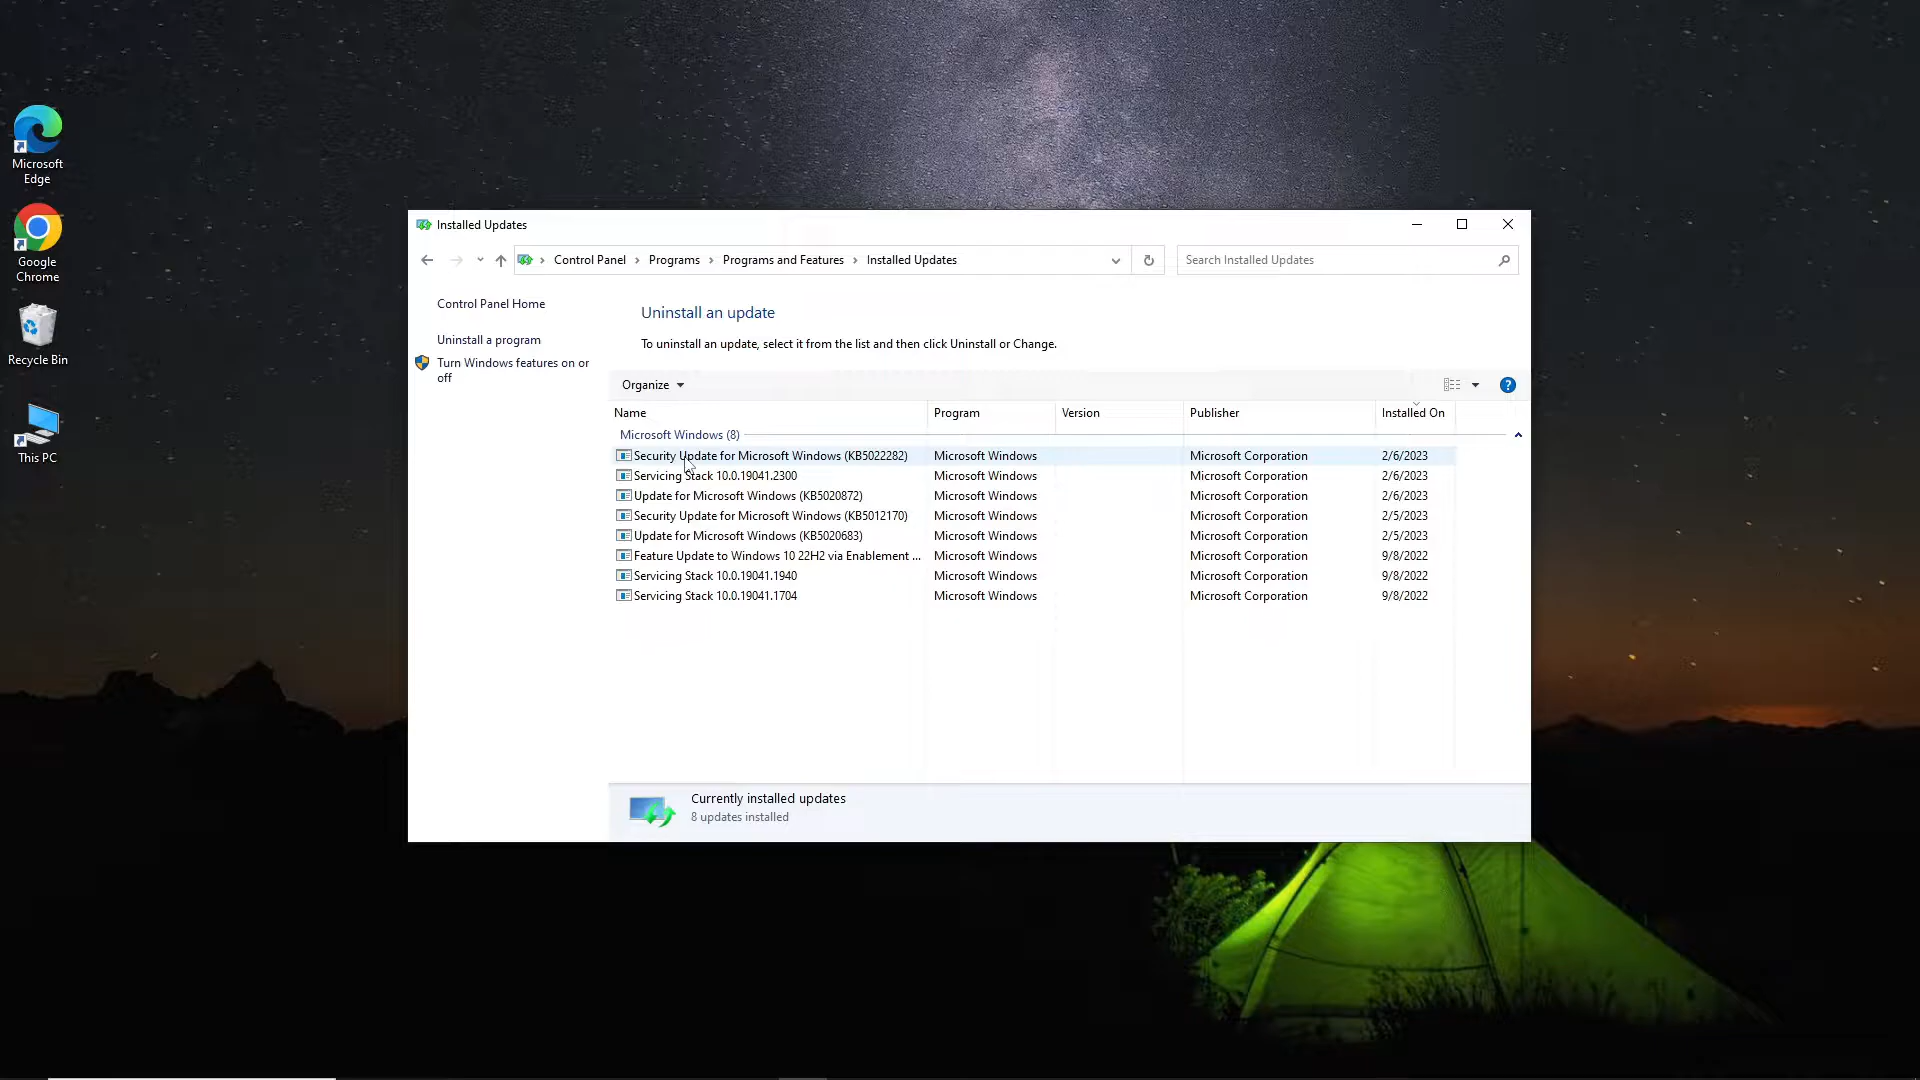 Microsoft
Edge
Google
Chrome
Recycle Bin
This PC
Installed Updates
Control Panel > Programs > Programs and Features > Installed Updates
Search Installed Updates
Control Panel Home
Uninstall a program
Turn Windows features on or
off
Uninstall an update
To uninstall an update, select it from the list and then click Uninstall or Change.
Organize
?
Name Program Version Publisher Installed On
Microsoft Windows (8)
Security Update for Microsoft Windows (KB5022282) Microsoft Windows Microsoft Corporation 2/6/2023
Servicing Stack 10.0.19041.2300 Microsoft Windows Microsoft Corporation 2/6/2023
Update for Microsoft Windows (KB5020872) Microsoft Windows Microsoft Corporation 2/6/2023
Security Update for Microsoft Windows (KB5012170) Microsoft Windows Microsoft Corporation 2/5/2023
Update for Microsoft Windows (KB5020683) Microsoft Windows Microsoft Corporation 2/5/2023
Feature Update to Windows 10 22H2 via Enablement ... Microsoft Windows Microsoft Corporation 9/8/2022
Servicing Stack 10.0.19041.1940 Microsoft Windows Microsoft Corporation 9/8/2022
Servicing Stack 10.0.19041.1704 Microsoft Windows Microsoft Corporation 9/8/2022
Currently installed updates
8 updates installed